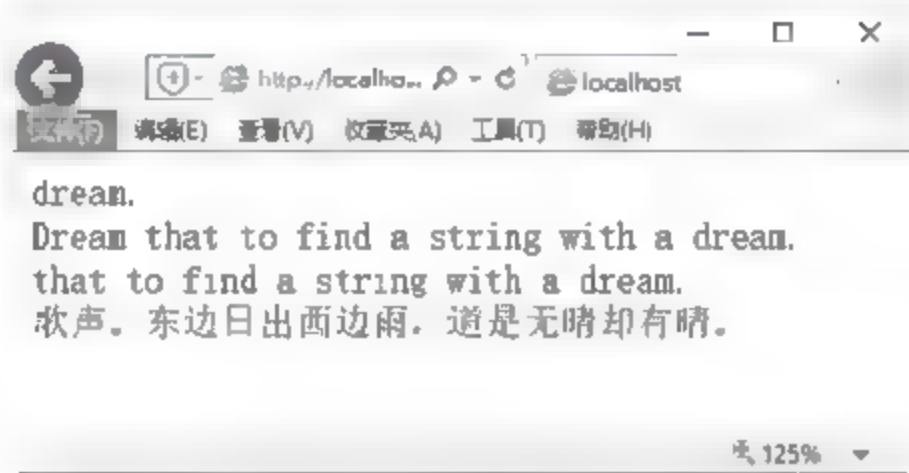 http://localho... localhost
文件(F) 编辑(E) 查看(V) 收藏夹(A) 工具(T) 帮助(H)
dream.
Dream that to find a string with a dream.
that to find a string with a dream.
歌声。东边日出西边雨，道是无晴却有晴。
125%